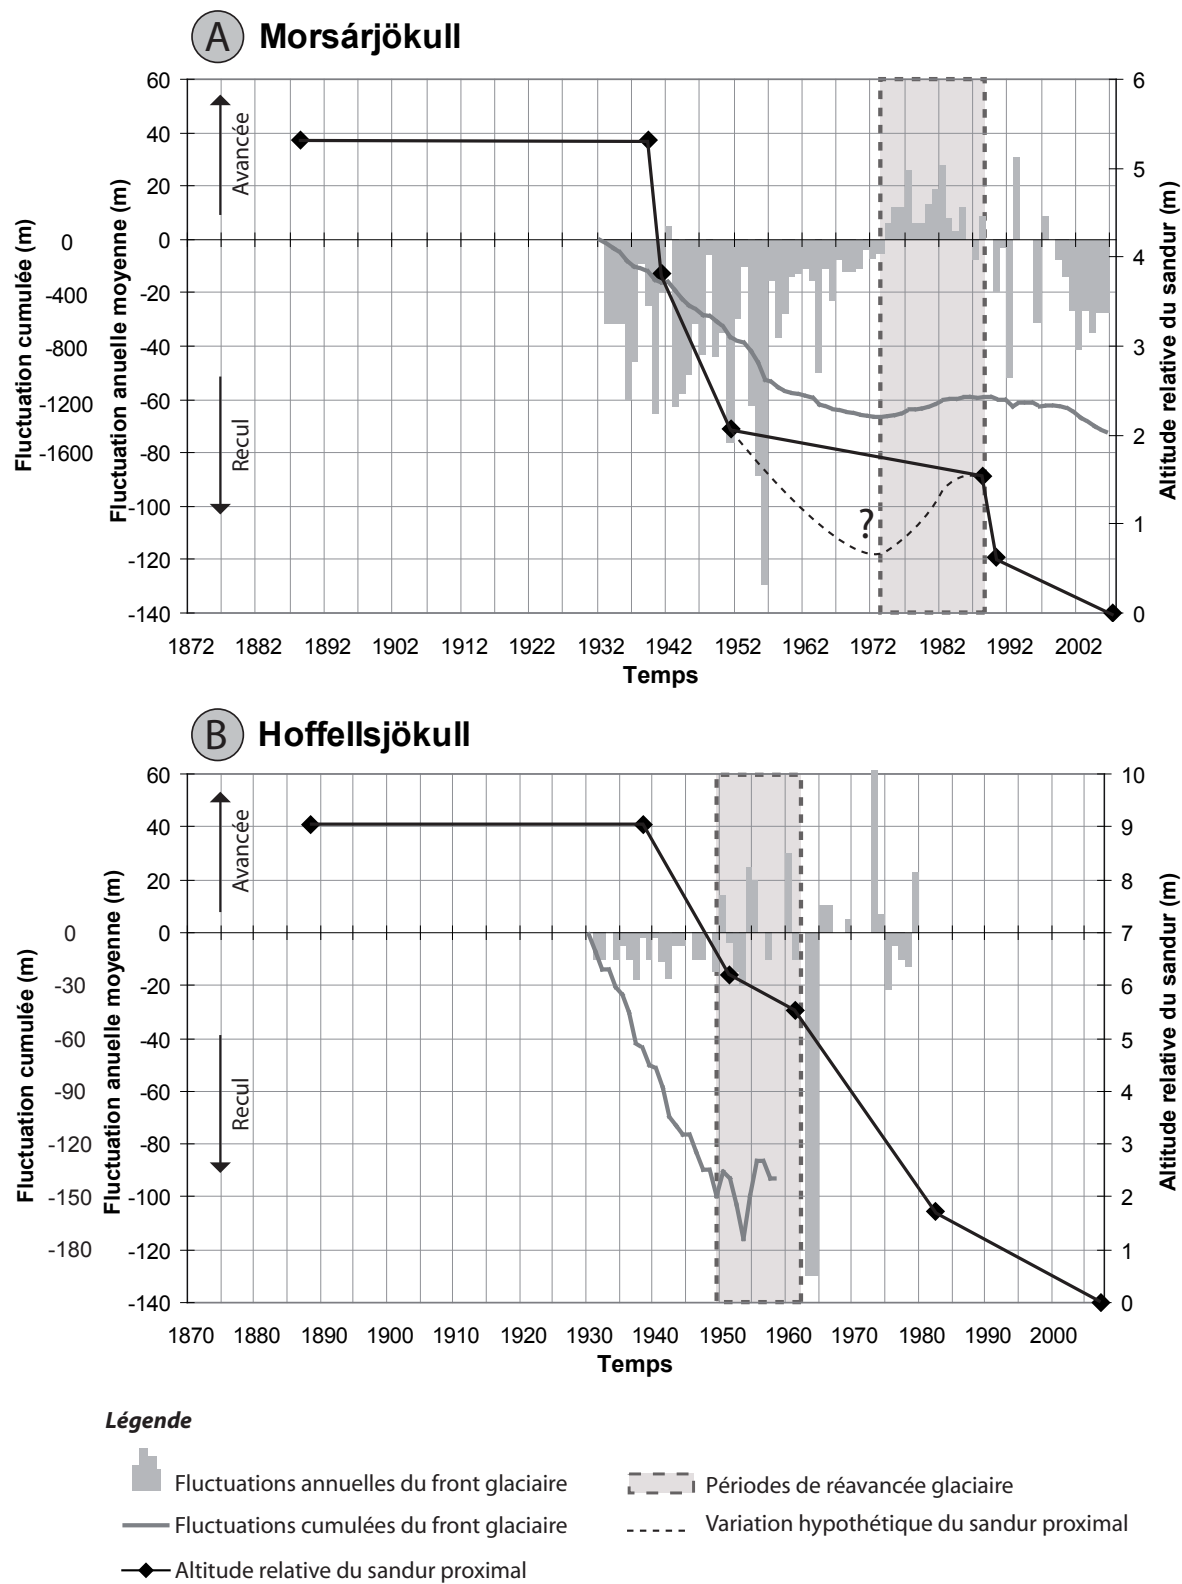 A Morsárjökull
60
40
20
0
-20
-40
-60
-80
-100
-120
-140
0
-400
-800
-1200
-1600
Fluctuation cumulée (m)
Fluctuation anuelle moyenne (m)
Avancée
Recul
?
6
5
4
3
2
1
0
Altitude relative du sandur (m)
1872 1882 1892 1902 1912 1922 1932 1942 1952 1962 1972 1982 1992 2002
Temps
B Hoffellsjökull
60
40
20
0
-20
-40
-60
-80
-100
-120
-140
0
-30
-60
-90
-120
-150
-180
Fluctuation cumulée (m)
Fluctuation anuelle moyenne (m)
Avancée
Recul
10
9
8
7
6
5
4
3
2
1
0
Altitude relative du sandur (m)
1870 1880 1890 1900 1910 1920 1930 1940 1950 1960 1970 1980 1990 2000
Temps
Légende
Fluctuations annuelles du front glaciaire
Fluctuations cumulées du front glaciaire
Altitude relative du sandur proximal
Périodes de réavancée glaciaire
Variation hypothétique du sandur proximal